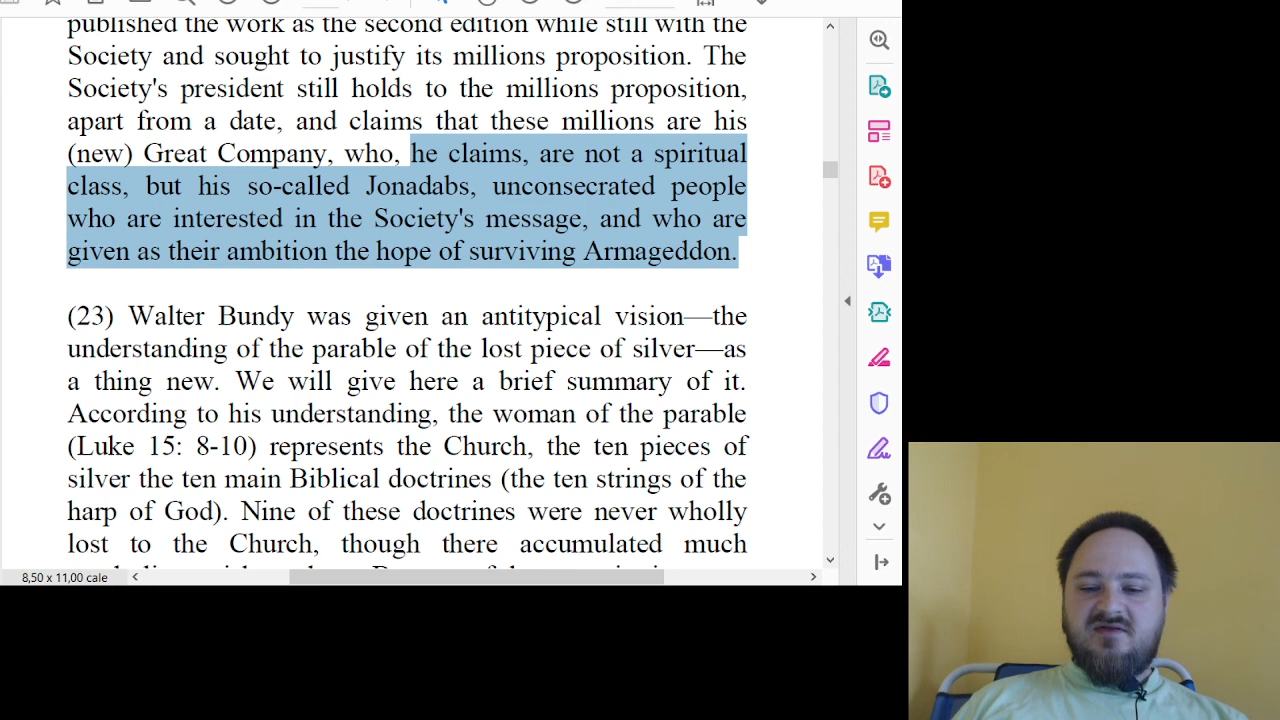 published the work as the second edition while still with the
Society and sought to justify its millions proposition. The
Society's president still holds to the millions proposition,
apart from a date, and claims that these millions are his
(new) Great Company, who, he claims, are not a spiritual
class, but his so-called Jonadabs, unconsecrated people
who are interested in the Society's message, and who are
given as their ambition the hope of surviving Armageddon.
(23) Walter Bundy was given an antitypical vision—the
understanding of the parable of the lost piece of silver—as
a thing new. We will give here a brief summary of it.
According to his understanding, the woman of the parable
(Luke 15: 8-10) represents the Church, the ten pieces of
silver the ten main Biblical doctrines (the ten strings of the
harp of God). Nine of these doctrines were never wholly
lost to the Church, though there accumulated much
8,50 x 11,00 cale